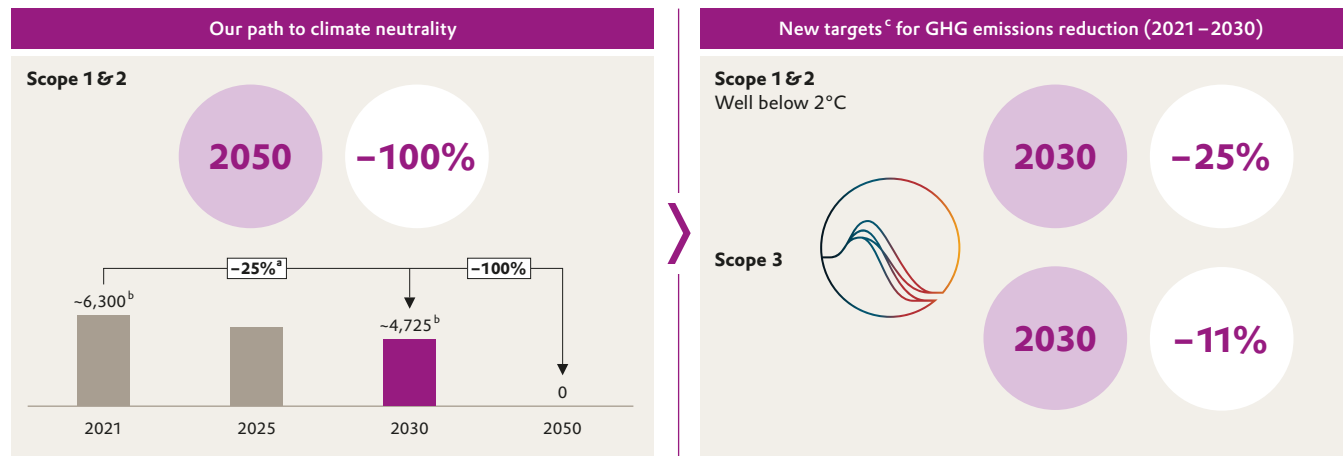 Our path to climate neutrality
Scope 1 & 2
2050
–100%
–25%ª
–100%
~6,300ᵇ
~4,725ᵇ
0
2021
2025
2030
2050
New targetsᶜ for GHG emissions reduction (2021–2030)
Scope 1 & 2
Well below 2°C
2030
–25%
Scope 3
2030
–11%